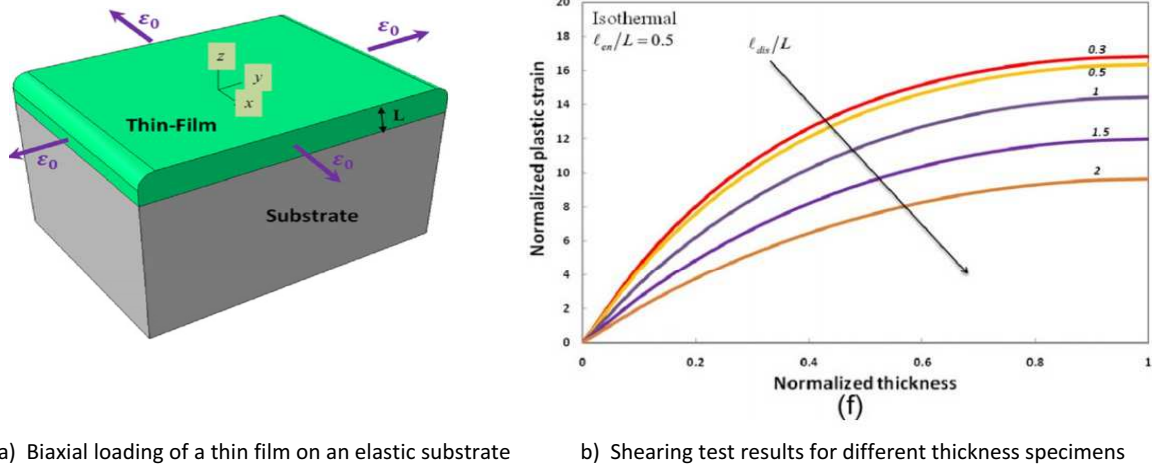 ε₀
ε₀
z
y
x
Thin-Film
L
ε₀
ε₀
Substrate
Isothermal
ℓen/L = 0.5
ℓdis/L
0.3
0.5
1
1.5
2
Normalized plastic strain
20
18
16
14
12
10
8
6
4
2
0
0 0.2 0.4 0.6 0.8 1
Normalized thickness
(f)
a) Biaxial loading of a thin film on an elastic substrate
b) Shearing test results for different thickness specimens